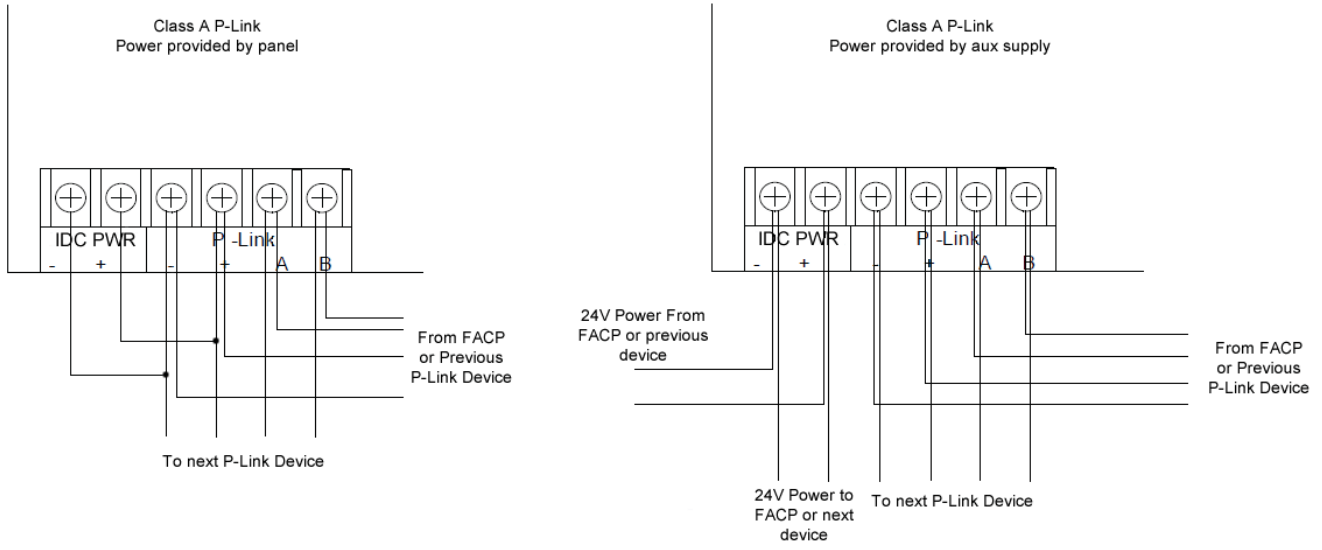 Class A P-Link
Power provided by panel
IDC PWR
P -Link
- + - + A B
From FACP
or Previous
P-Link Device
To next P-Link Device
Class A P-Link
Power provided by aux supply
IDC PWR
P -Link
- + - + A B
24V Power From
FACP or previous
device
From FACP
or Previous
P-Link Device
24V Power to
FACP or next
device
To next P-Link Device